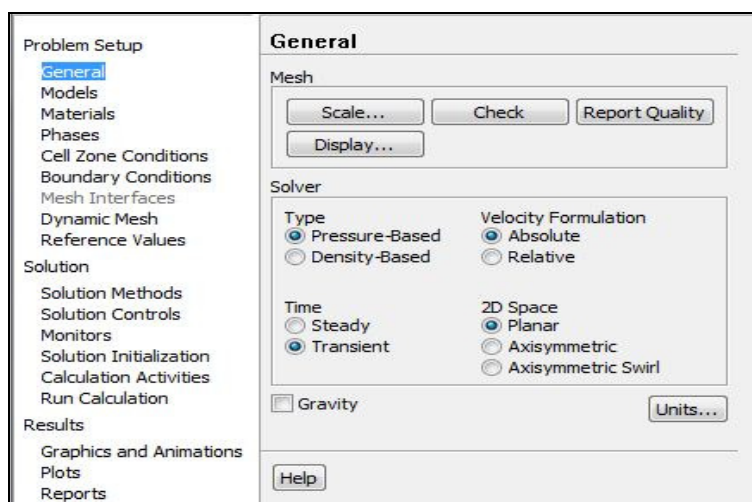 Problem Setup
General
Models
Materials
Phases
Cell Zone Conditions
Boundary Conditions
Mesh Interfaces
Dynamic Mesh
Reference Values
Solution
Solution Methods
Solution Controls
Monitors
Solution Initialization
Calculation Activities
Run Calculation
Results
Graphics and Animations
Plots
Reports
General
Mesh
Scale... Check Report Quality
Display...
Solver
Type
Pressure-Based
Density-Based
Velocity Formulation
Absolute
Relative
Time
Steady
Transient
2D Space
Planar
Axisymmetric
Axisymmetric Swirl
Gravity
Units...
Help